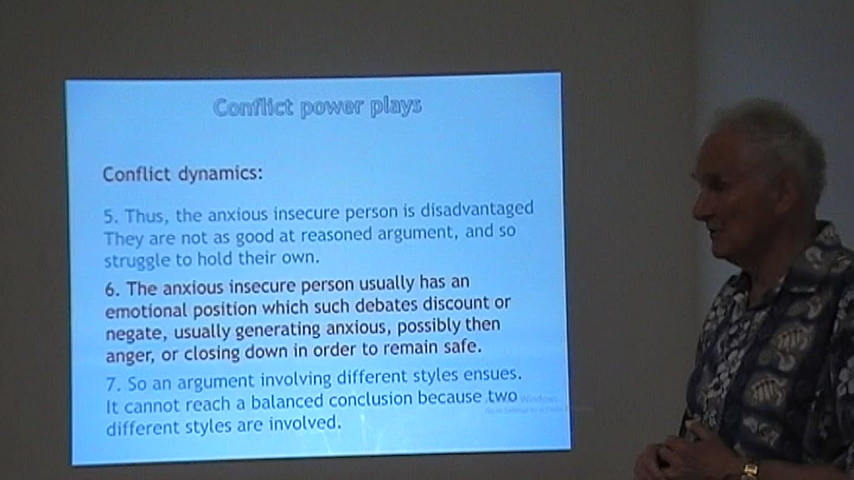 Conflict power plays
Conflict dynamics:
5. Thus, the anxious insecure person is disadvantaged
They are not as good at reasoned argument, and so
struggle to hold their own.
6. The anxious insecure person usually has an
emotional position which such debates discount or
negate, usually generating anxious, possibly then
anger, or closing down in order to remain safe.
7. So an argument involving different styles ensues.
It cannot reach a balanced conclusion because two
different styles are involved.
Windows